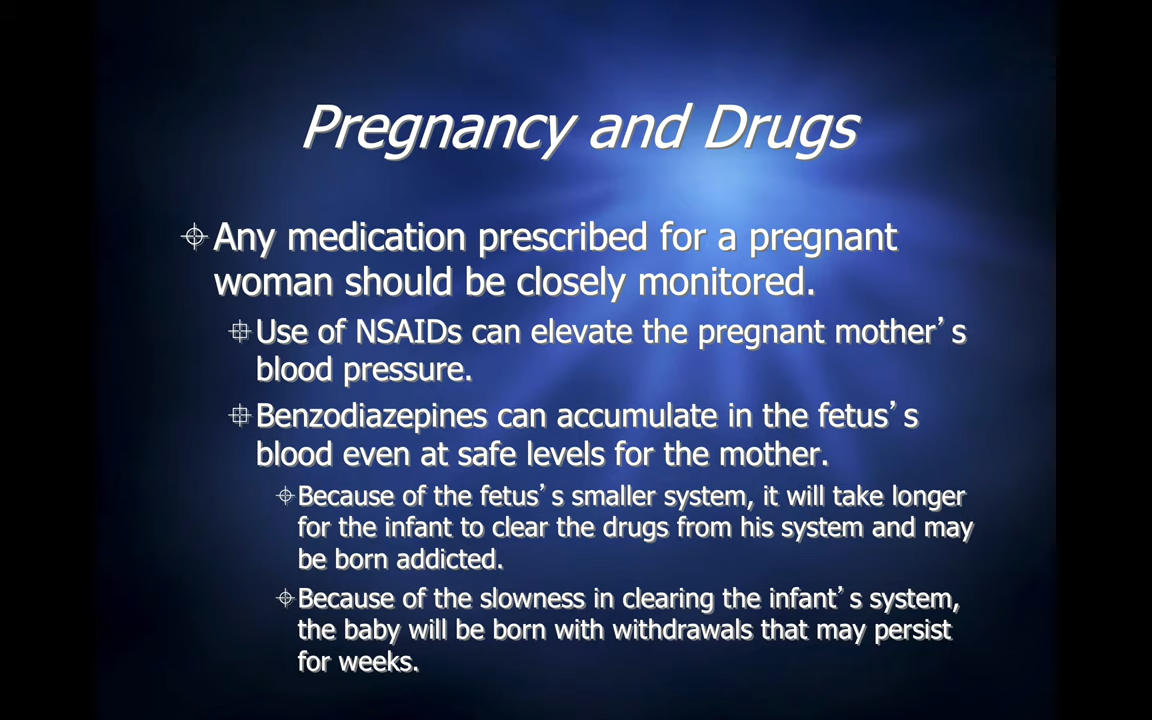 Pregnancy and Drugs
Any medication prescribed for a pregnant
woman should be closely monitored.
Use of NSAIDs can elevate the pregnant mother’s
blood pressure.
Benzodiazepines can accumulate in the fetus’s
blood even at safe levels for the mother.
Because of the fetus’s smaller system, it will take longer
for the infant to clear the drugs from his system and may
be born addicted.
Because of the slowness in clearing the infant’s system,
the baby will be born with withdrawals that may persist
for weeks.